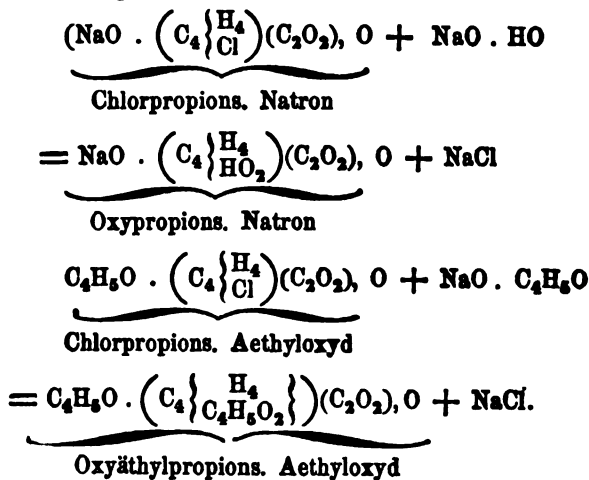 (NaO . (C₄{H₄ Cl)(C₂O₂), O + NaO . HO
Chlorpropions. Natron
= NaO . (C₄{H₄ HO₂)(C₂O₂), O + NaCl
Oxypropions. Natron
C₄H₅O . (C₄{H₄ Cl)(C₂O₂), O + NaO . C₄H₅O
Chlorpropions. Aethyloxyd
= C₄H₅O . (C₄{H₄ C₄H₅O₂})(C₂O₂), O + NaCl.
Oxyäthylpropions. Aethyloxyd